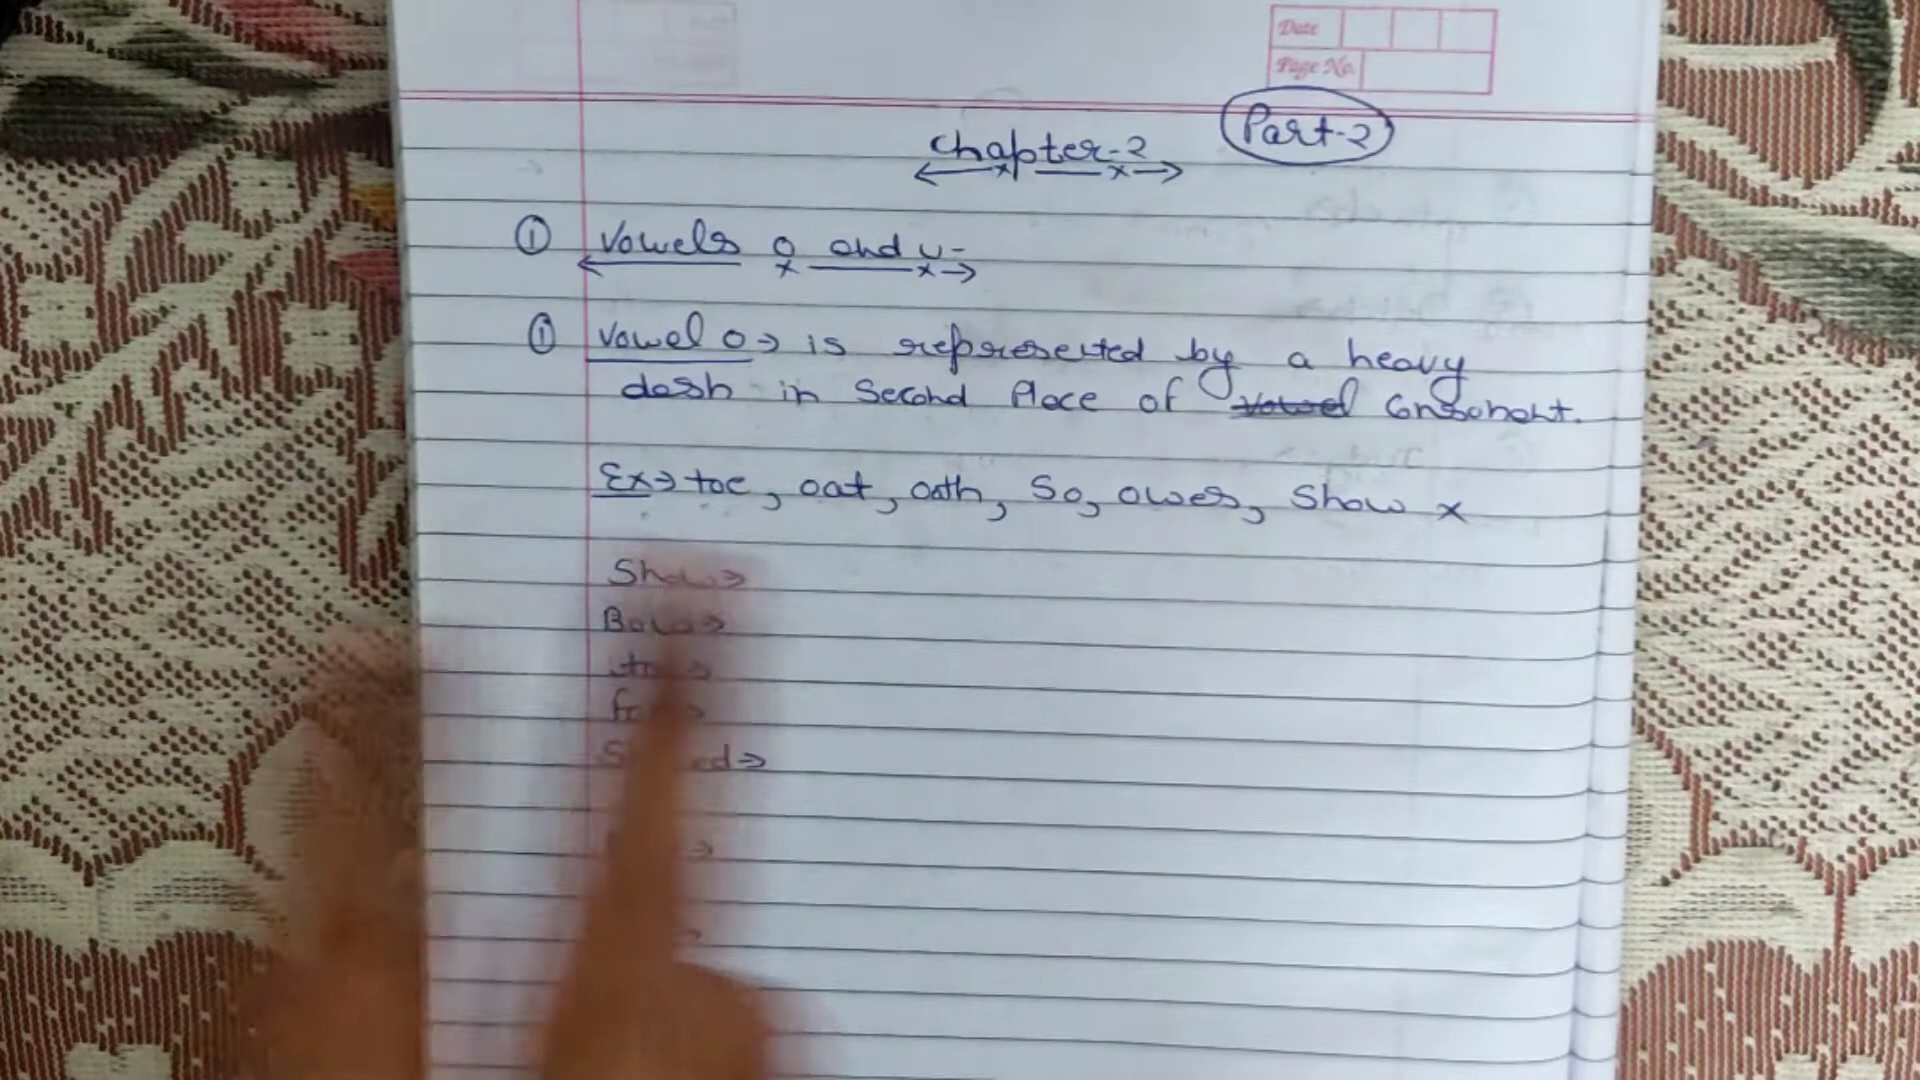 Date
Page No.
Part-2
Chapter-2
① Vowels o and u-
① Vowel o → is represented by a heavy
dash in Second Place of vowel Consonant.
Ex → toe, oat, oath, So, owes, Show x
Show →
→
→
→
→
→